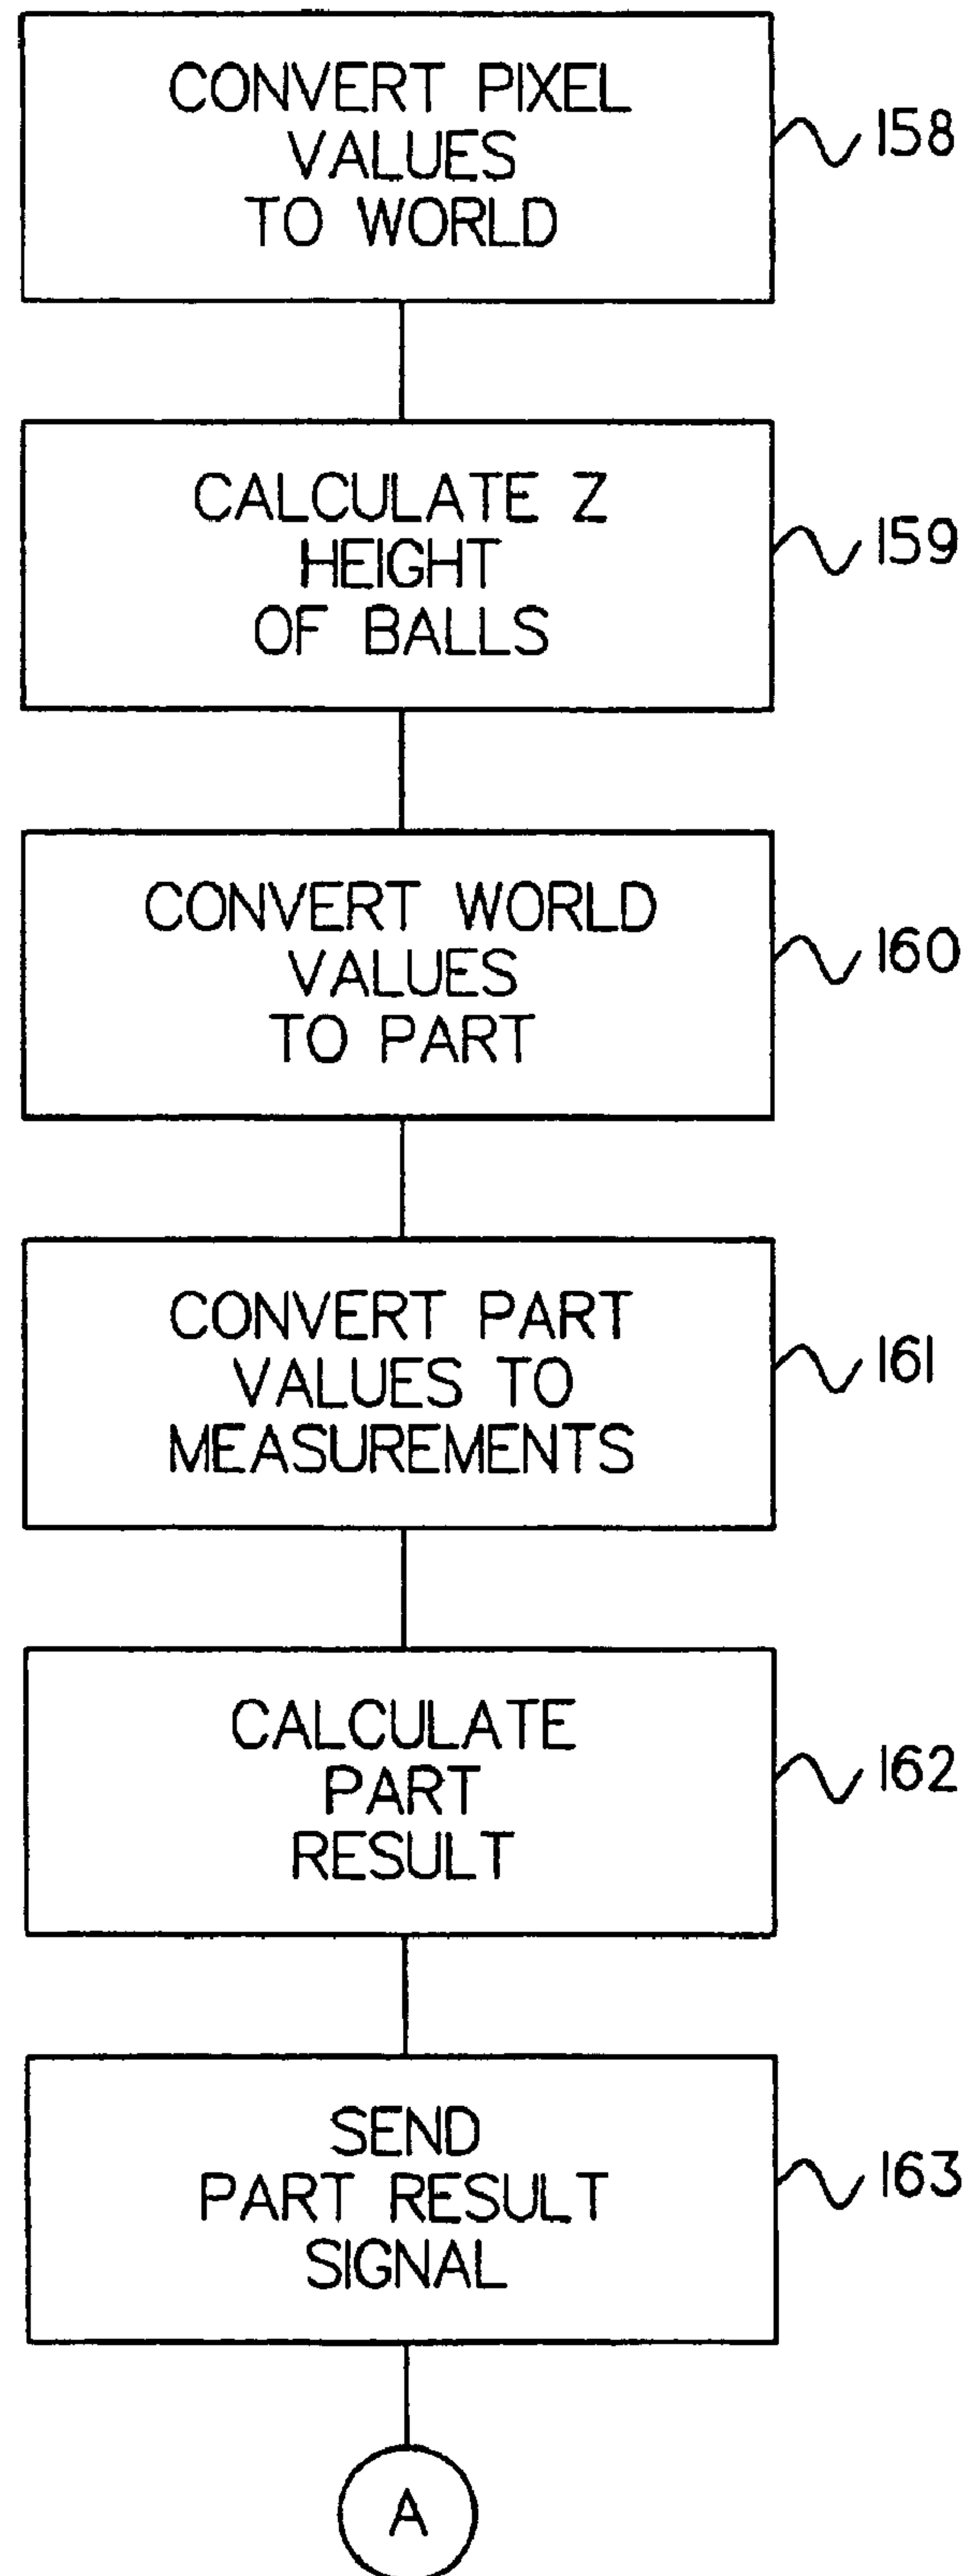 CONVERT PIXEL
VALUES
TO WORLD
158
CALCULATE Z
HEIGHT
OF BALLS
159
CONVERT WORLD
VALUES
TO PART
160
CONVERT PART
VALUES TO
MEASUREMENTS
161
CALCULATE
PART
RESULT
162
SEND
PART RESULT
SIGNAL
163
A